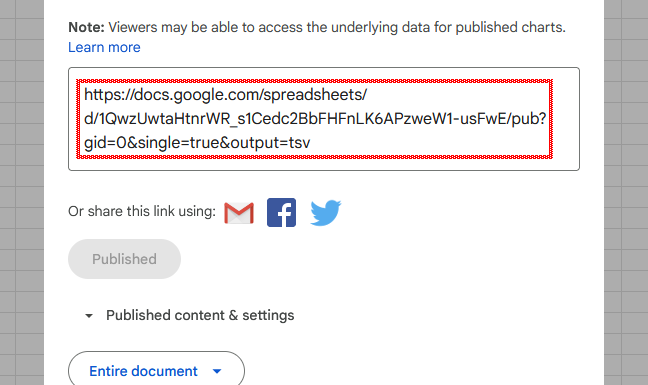 Note: Viewers may be able to access the underlying data for published charts.
Learn more
https://docs.google.com/spreadsheets/
d/1QwzUwtaHtnrWR_s1Cedc2BbFHFnLK6APzweW1-usFwE/pub?
gid=0&single=true&output=tsv
Or share this link using:
Published
Published content & settings
Entire document